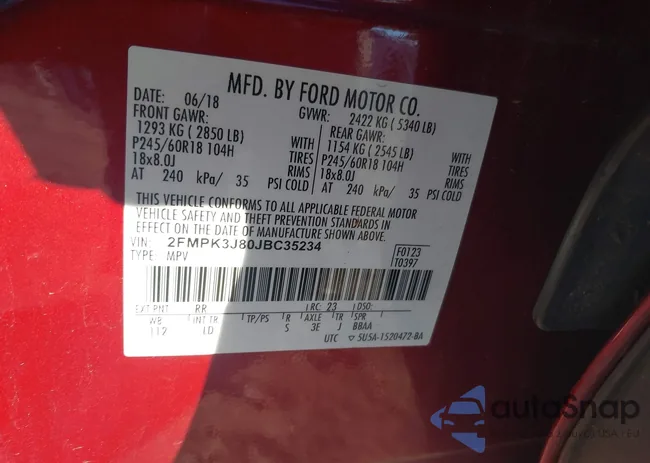 MFD. BY FORD MOTOR CO.
DATE: 06/18 GVWR: 2422 KG ( 5340 LB)
FRONT GAWR: REAR GAWR:
1293 KG ( 2850 LB) WITH 1154 KG ( 2545 LB) WITH
P245/60R18 104H TIRES P245/60R18 104H TIRES
18x8.0J RIMS 18x8.0J RIMS
AT 240 kPa/ 35 PSI COLD AT 240 kPa/ 35 PSI COLD
THIS VEHICLE CONFORMS TO ALL APPLICABLE FEDERAL MOTOR
VEHICLE SAFETY AND THEFT PREVENTION STANDARDS IN
EFFECT ON THE DATE OF MANUFACTURE SHOWN ABOVE.
VIN: 2FMPK3J80JBC35234 F0123
TYPE: MPV T0397
EXT PNT: RR RC: 23 DSO:
WB INT TR TP/PS R AXLE TR SPR
112 LD S 3E J BBAA
UTC 5U5A-1520472-BA
autoSnap